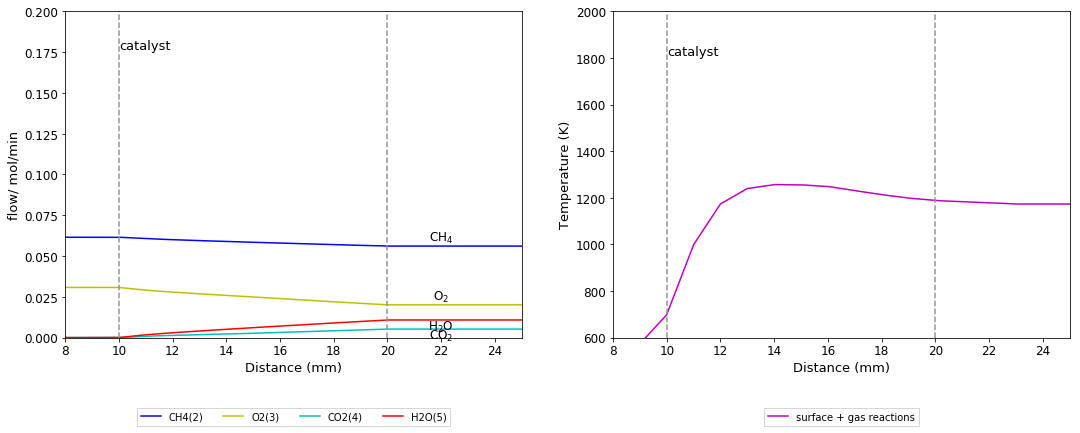 0.200
0.175
0.150
0.125
0.100
0.075
0.050
0.025
0.000
flow/ mol/min
catalyst
CH₄
O₂
H₂O
CO₂
8 10 12 14 16 18 20 22 24
Distance (mm)
CH4(2) O2(3) CO2(4) H2O(5)
2000
1800
1600
1400
1200
1000
800
600
Temperature (K)
catalyst
8 10 12 14 16 18 20 22 24
Distance (mm)
surface + gas reactions